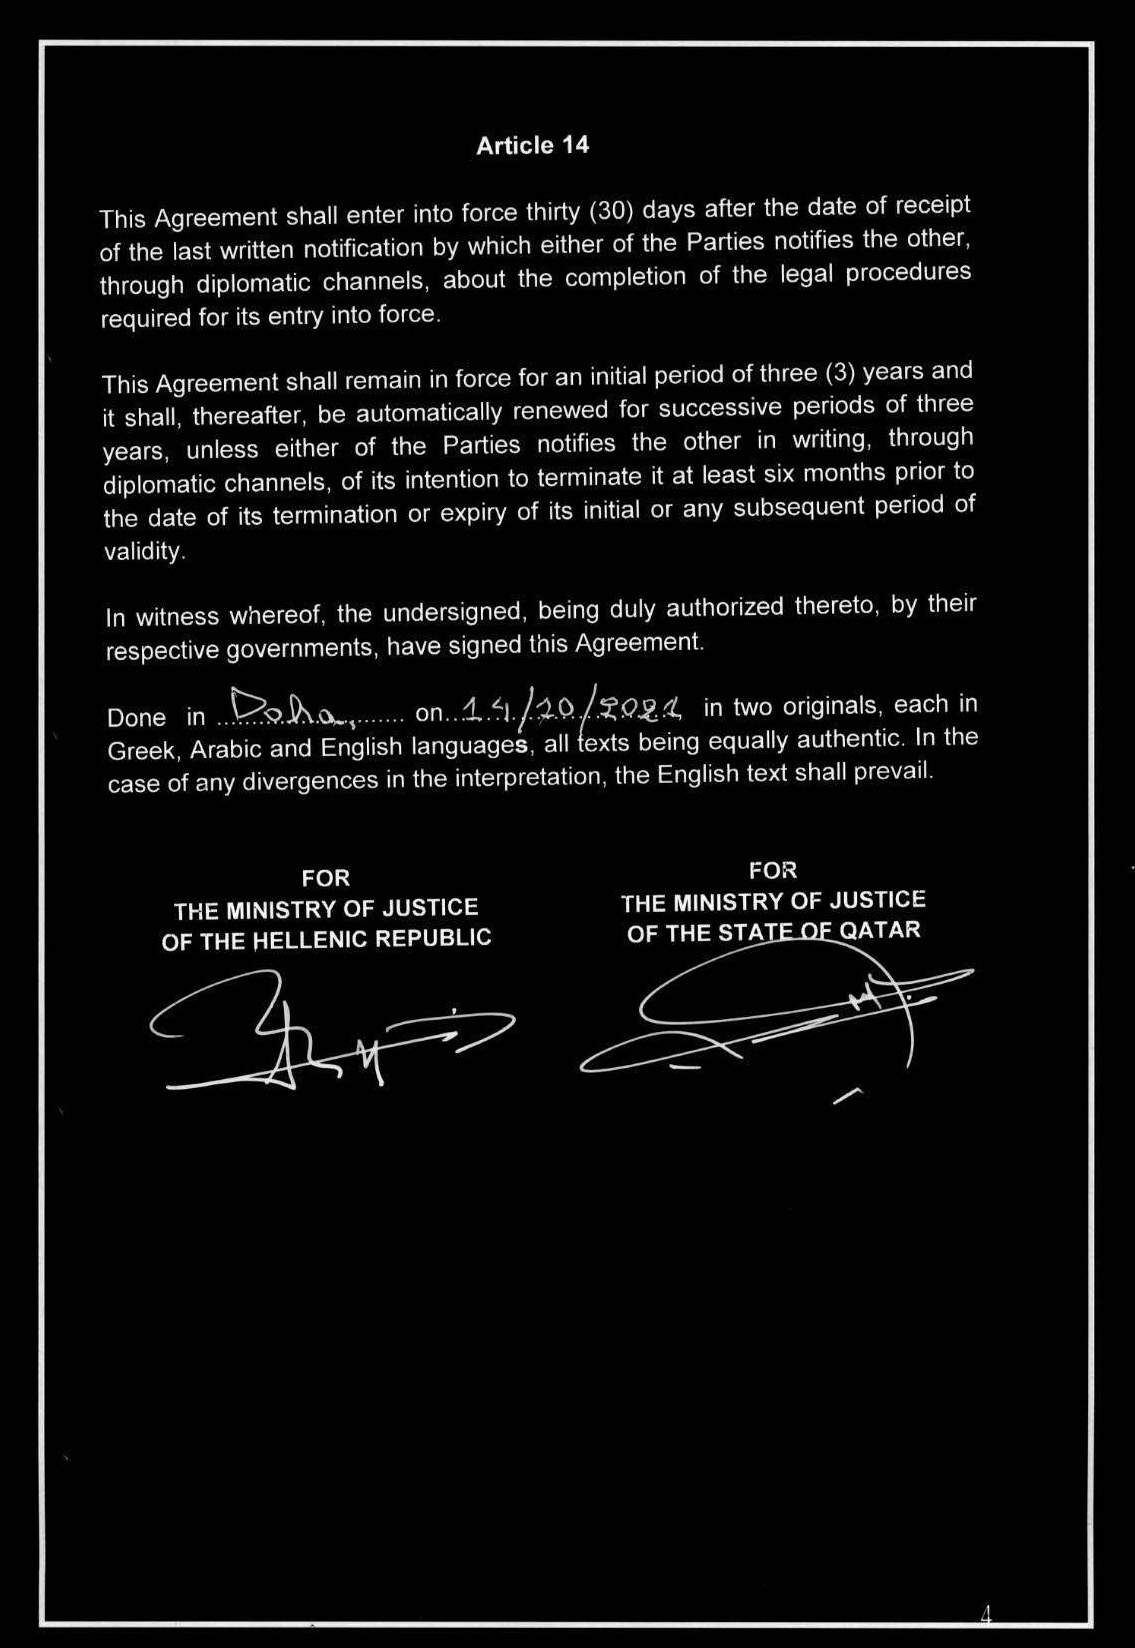 Article 14
This Agreement shall enter into force thirty (30) days after the date of receipt
of the last written notification by which either of the Parties notifies the other,
through diplomatic channels, about the completion of the legal procedures
required for its entry into force.
This Agreement shall remain in force for an initial period of three (3) years and
it shall, thereafter, be automatically renewed for successive periods of three
years, unless either of the Parties notifies the other in writing, through
diplomatic channels, of its intention to terminate it at least six months prior to
the date of its termination or expiry of its initial or any subsequent period of
validity.
In witness whereof, the undersigned, being duly authorized thereto, by their
respective governments, have signed this Agreement.
Done in Doha, on 14/10/2021 in two originals, each in
Greek, Arabic and English languages, all texts being equally authentic. In the
case of any divergences in the interpretation, the English text shall prevail.
FOR
THE MINISTRY OF JUSTICE
OF THE HELLENIC REPUBLIC
FOR
THE MINISTRY OF JUSTICE
OF THE STATE OF QATAR
4